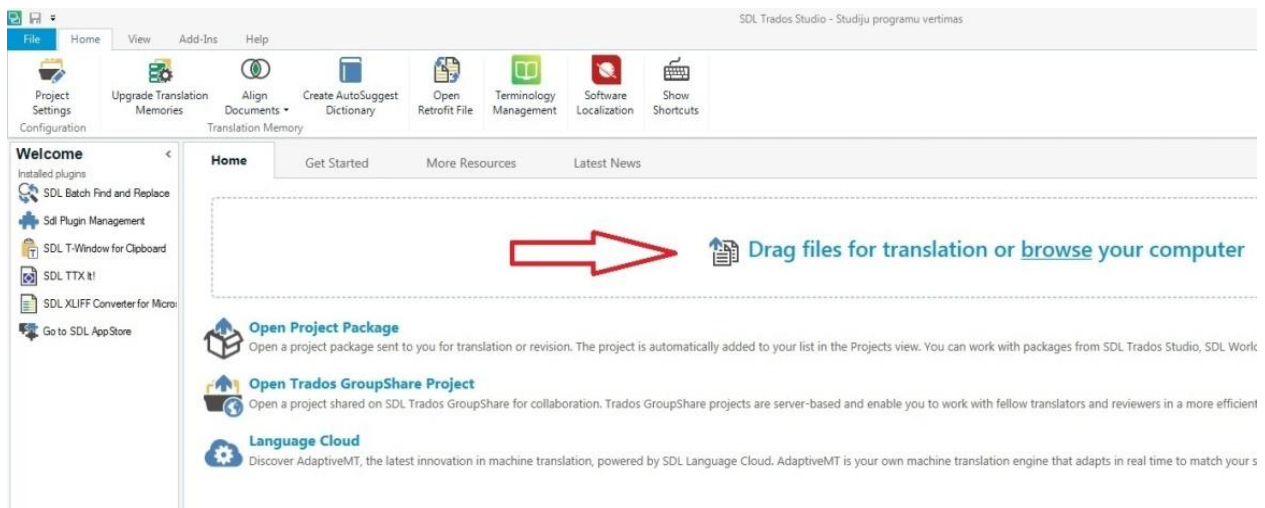 SDL Trados Studio - Studiju programu vertimas
File Home View Add-Ins Help
Project Settings
Upgrade Translation Memories
Align Documents
Create AutoSuggest Dictionary
Open Retrofit File
Terminology Management
Software Localization
Show Shortcuts
Configuration
Translation Memory
Welcome
Installed plugins
SDL Batch Find and Replace
Sdl Plugin Management
SDL T-Window for Clipboard
SDL TTX It!
SDL XLIFF Converter for Micro
Go to SDL AppStore
Home Get Started More Resources Latest News
Drag files for translation or browse your computer
Open Project Package
Open a project package sent to you for translation or revision. The project is automatically added to your list in the Projects view. You can work with packages from SDL Trados Studio, SDL Worl
Open Trados GroupShare Project
Open a project shared on SDL Trados GroupShare for collaboration. Trados GroupShare projects are server-based and enable you to work with fellow translators and reviewers in a more efficient
Language Cloud
Discover AdaptiveMT, the latest innovation in machine translation, powered by SDL Language Cloud. AdaptiveMT is your own machine translation engine that adapts in real time to match your s